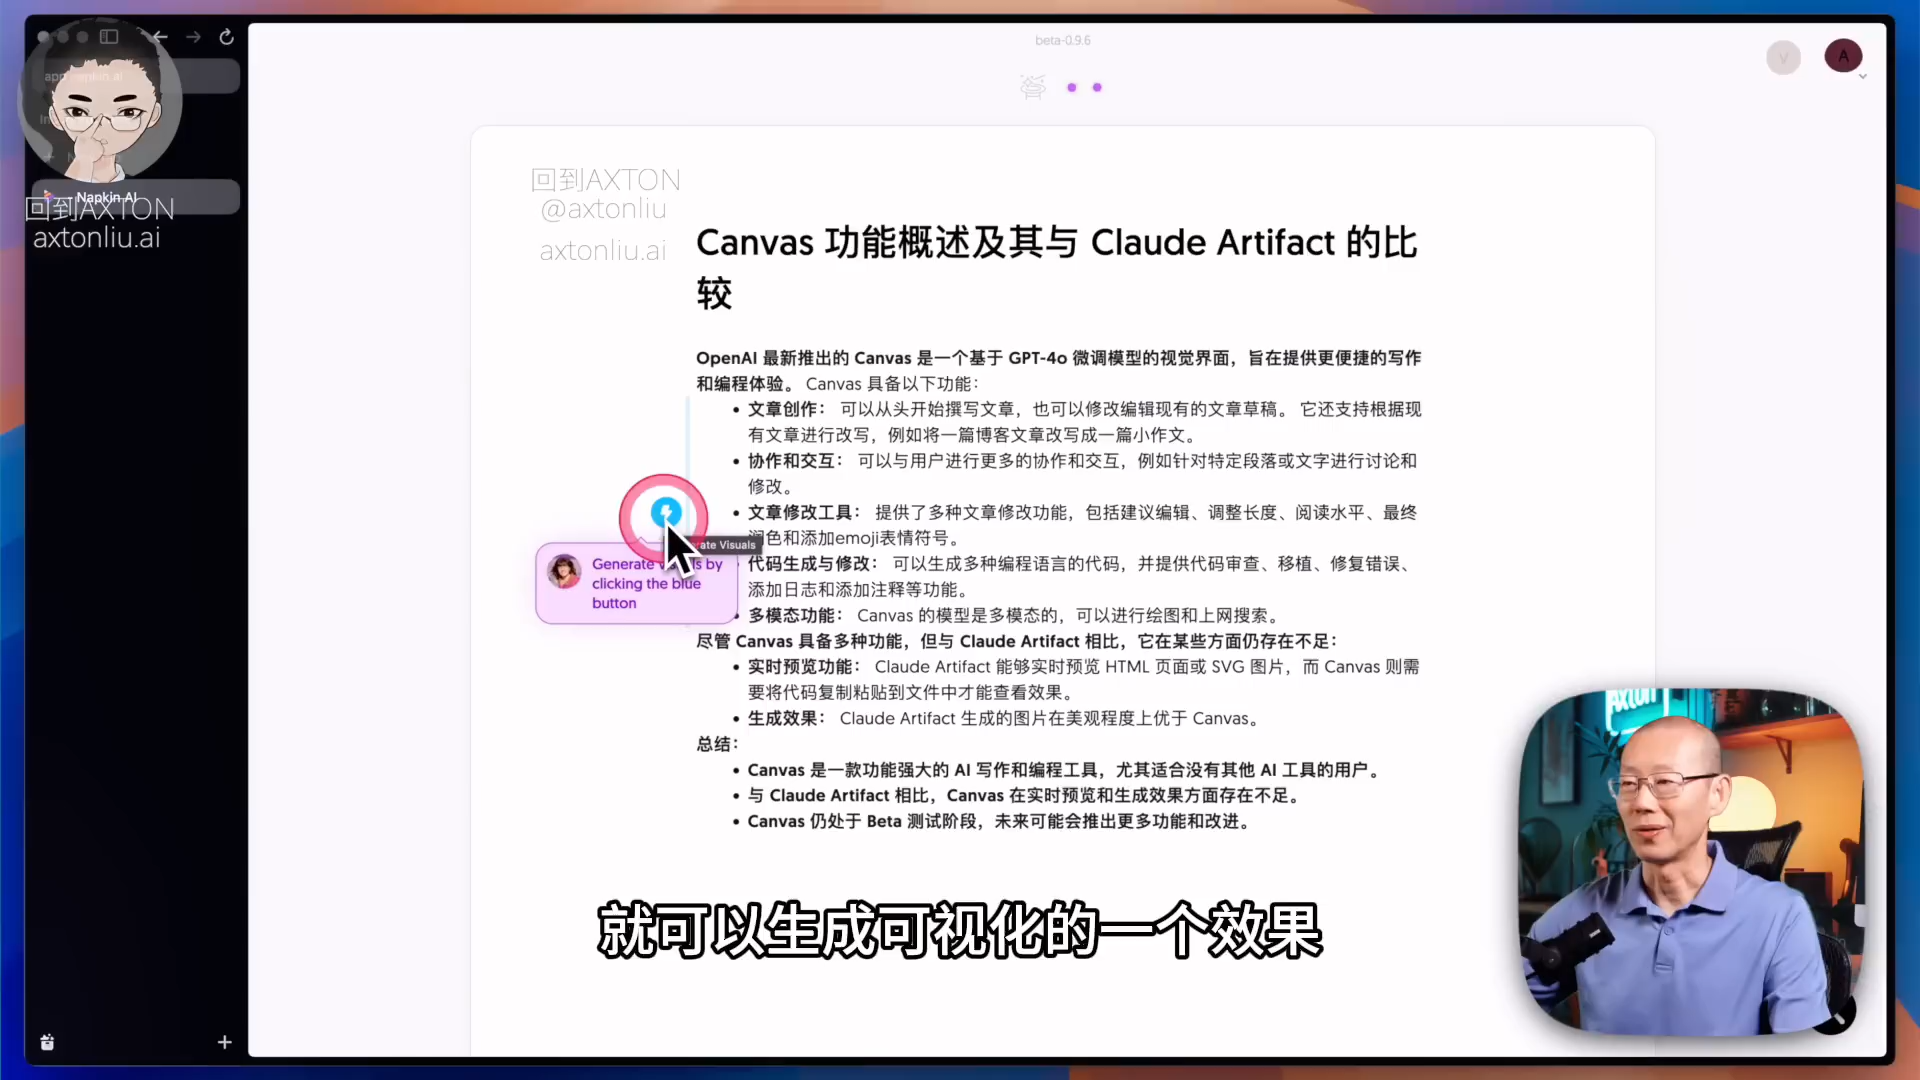 beta-0.9.6
A
V
app.napkin.ai
Napkin AI
回到AXTON
axtonliu.ai
回到AXTON
@axtonliu
axtonliu.ai
Canvas 功能概述及其与 Claude Artifact 的比
较
OpenAI 最新推出的 Canvas 是一个基于 GPT-4o 微调模型的视觉界面，旨在提供更便捷的写作
和编程体验。 Canvas 具备以下功能：
• 文章创作： 可以从头开始撰写文章，也可以修改编辑现有的文章草稿。 它还支持根据现
有文章进行改写，例如将一篇博客文章改写成一篇小作文。
• 协作和交互： 可以与用户进行更多的协作和交互，例如针对特定段落或文字进行讨论和
修改。
• 文章修改工具： 提供了多种文章修改功能，包括建议编辑、调整长度、阅读水平、最终
润色和添加emoji表情符号。
• 代码生成与修改： 可以生成多种编程语言的代码，并提供代码审查、移植、修复错误、
添加日志和添加注释等功能。
• 多模态功能： Canvas 的模型是多模态的，可以进行绘图和上网搜索。
尽管 Canvas 具备多种功能，但与 Claude Artifact 相比，它在某些方面仍存在不足：
• 实时预览功能： Claude Artifact 能够实时预览 HTML 页面或 SVG 图片，而 Canvas 则需
要将代码复制粘贴到文件中才能查看效果。
• 生成效果： Claude Artifact 生成的图片在美观程度上优于 Canvas。
总结：
• Canvas 是一款功能强大的 AI 写作和编程工具，尤其适合没有其他 AI 工具的用户。
• 与 Claude Artifact 相比，Canvas 在实时预览和生成效果方面存在不足。
• Canvas 仍处于 Beta 测试阶段，未来可能会推出更多功能和改进。
Visuals
Generate visuals by
clicking the blue
button
Axton
就可以生成可视化的一个效果